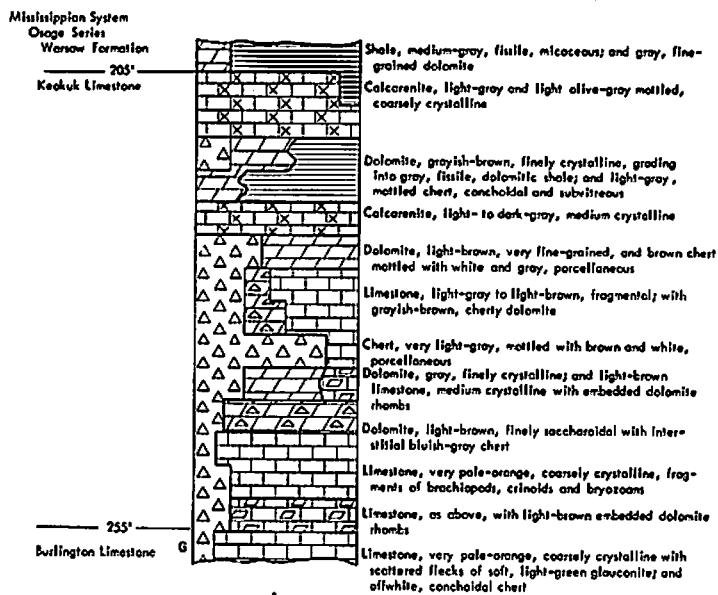 Mississippian System
Osage Series
Warsaw Formation
205'
Keokuk Limestone
Shale, medium-gray, fissile, micaceous; and gray, fine-
grained dolomite
Calcarenite, light-gray and light olive-gray mottled,
coarsely crystalline
Dolomite, grayish-brown, finely crystalline, grading
into gray, fissile, dolomitic shale; and light-gray,
mottled chert, conchoidal and subvitreous
Calcarenite, light- to dark-gray, medium crystalline
Dolomite, light-brown, very fine-grained, and brown chert
mottled with white and gray, porcellaneous
Limestone, light-gray to light-brown, fragmental; with
grayish-brown, cherty dolomite
Chert, very light-gray, mottled with brown and white,
porcellaneous
Dolomite, gray, finely crystalline; and light-brown
limestone, medium crystalline with embedded dolomite
rhombs
Dolomite, light-brown, finely saccharoidal with inter-
stitial bluish-gray chert
Limestone, very pale-orange, coarsely crystalline, frag-
ments of brachiopods, crinoids and bryozoans
Limestone, as above, with light-brown embedded dolomite
rhombs
255'
Burlington Limestone
G
Limestone, very pale-orange, coarsely crystalline with
scattered flecks of soft, light-green glauconite; and
offwhite, conchoidal chert